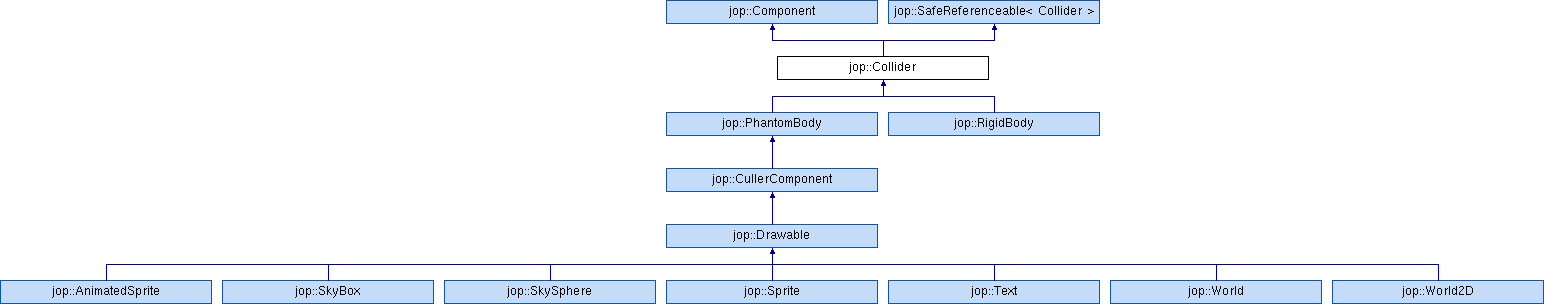 jop::Component
jop::SafeReferenceable< Collider >
jop::Collider
jop::PhantomBody
jop::RigidBody
jop::CullerComponent
jop::Drawable
jop::AnimatedSprite
jop::SkyBox
jop::SkySphere
jop::Sprite
jop::Text
jop::World
jop::World2D